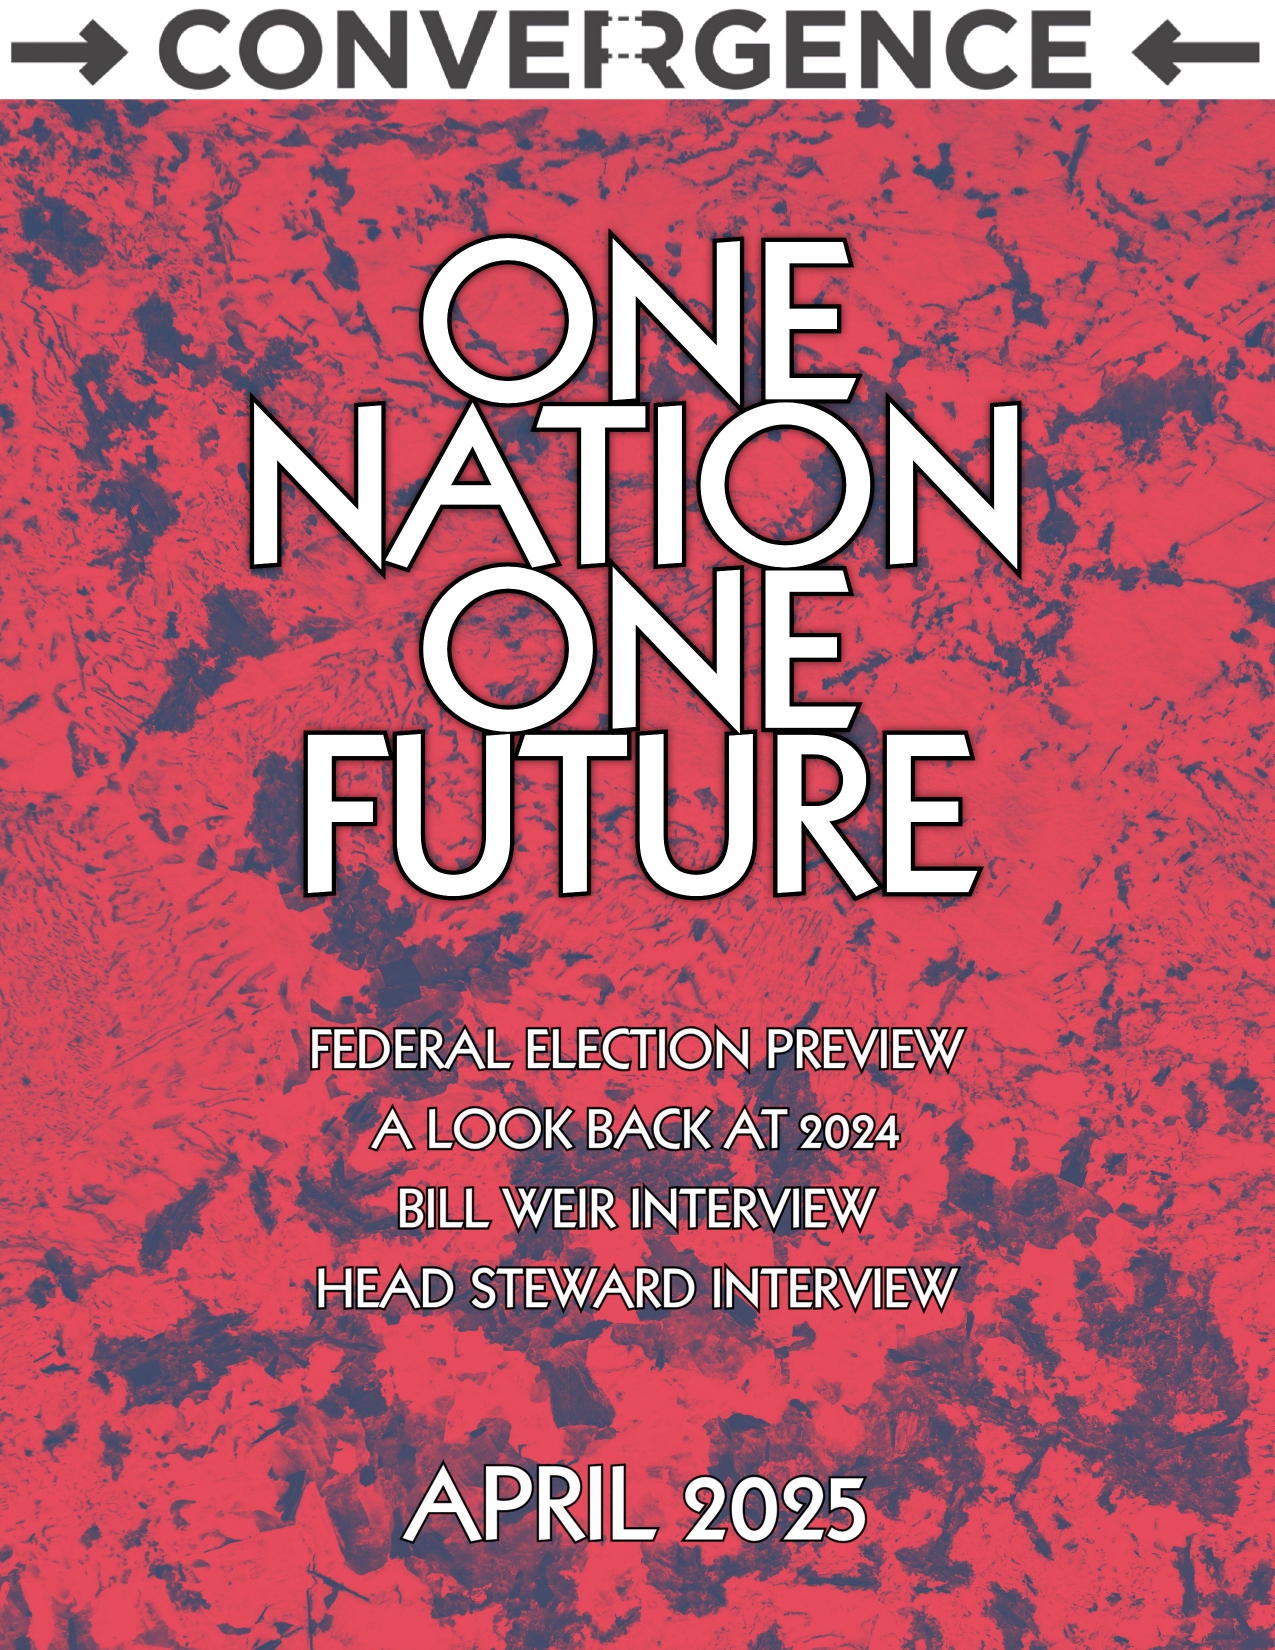 CONVERGENCE
ONE
NATION
ONE
FUTURE
FEDERAL ELECTION PREVIEW
A LOOK BACK AT 2024
BILL WEIR INTERVIEW
HEAD STEWARD INTERVIEW
APRIL 2025